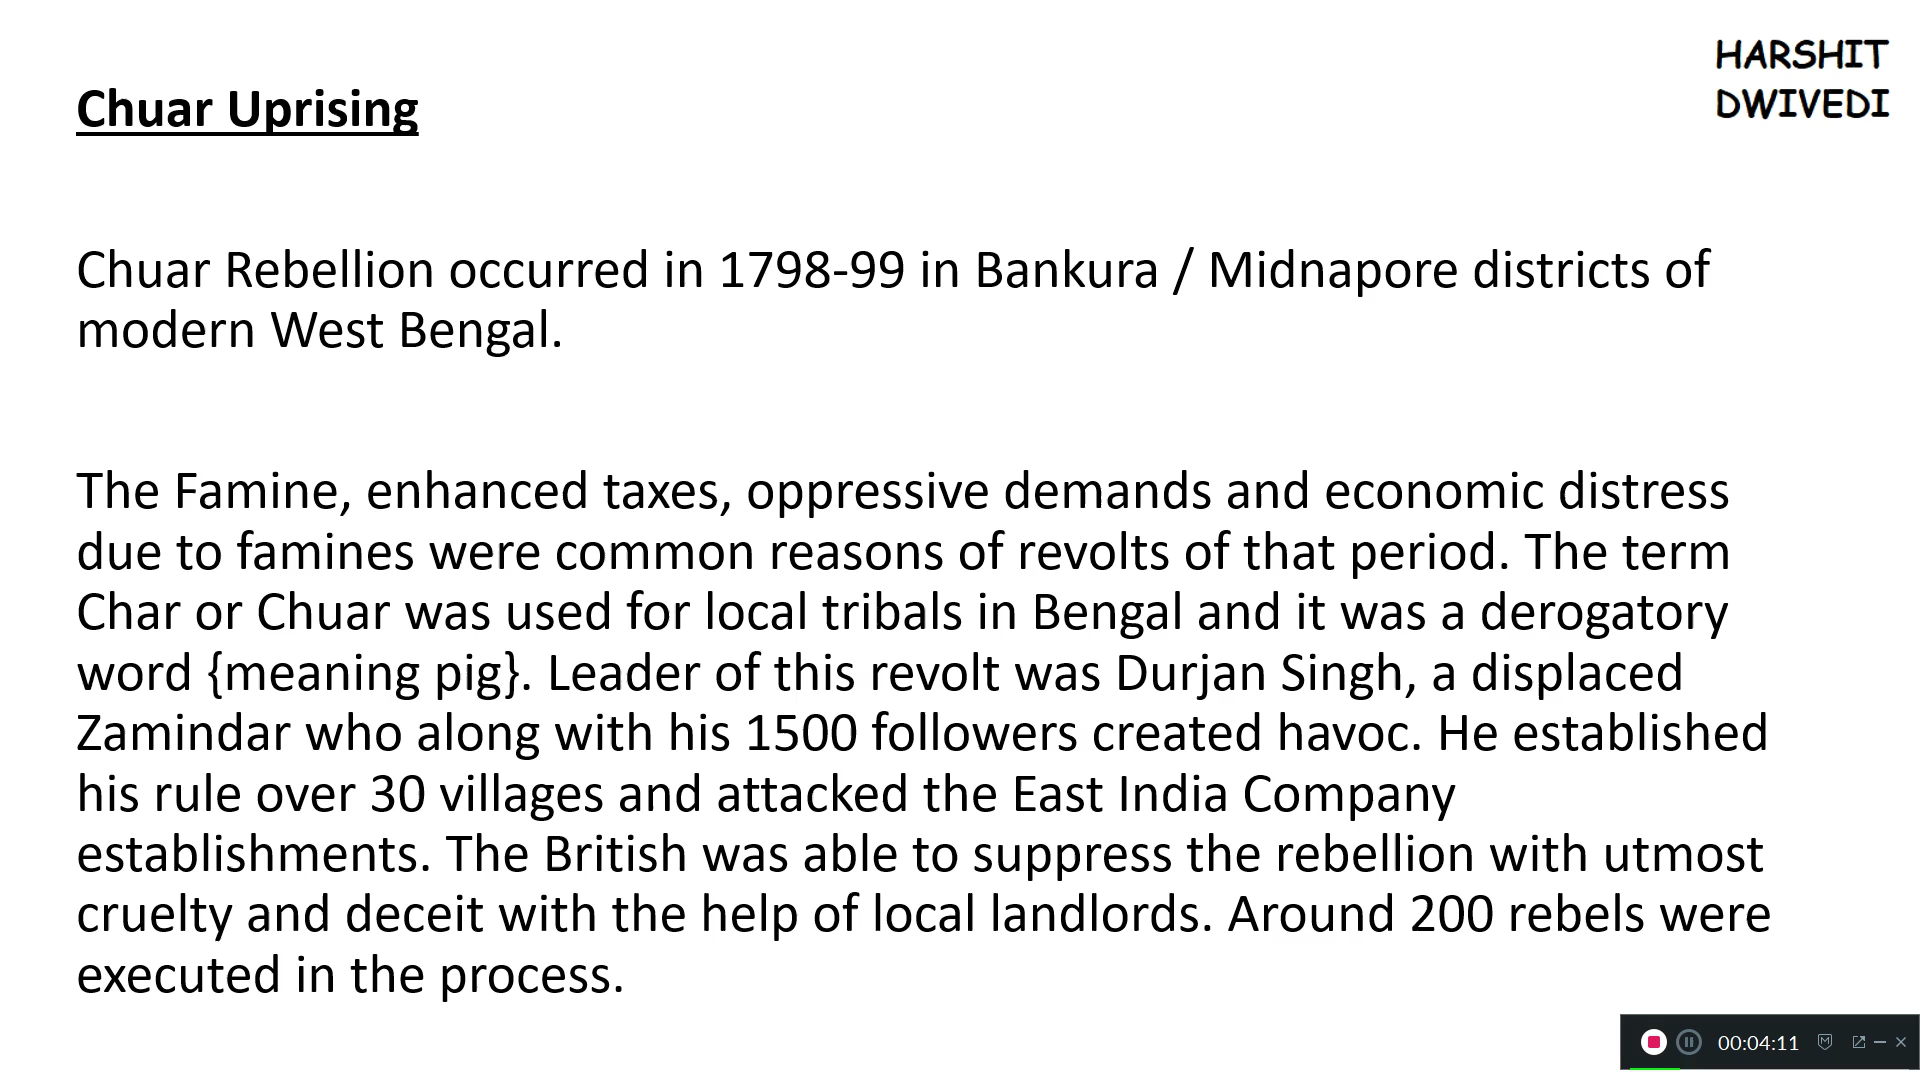 HARSHIT
DWIVEDI
Chuar Uprising
Chuar Rebellion occurred in 1798-99 in Bankura / Midnapore districts of
modern West Bengal.
The Famine, enhanced taxes, oppressive demands and economic distress
due to famines were common reasons of revolts of that period. The term
Char or Chuar was used for local tribals in Bengal and it was a derogatory
word {meaning pig}. Leader of this revolt was Durjan Singh, a displaced
Zamindar who along with his 1500 followers created havoc. He established
his rule over 30 villages and attacked the East India Company
establishments. The British was able to suppress the rebellion with utmost
cruelty and deceit with the help of local landlords. Around 200 rebels were
executed in the process.
00:04:11